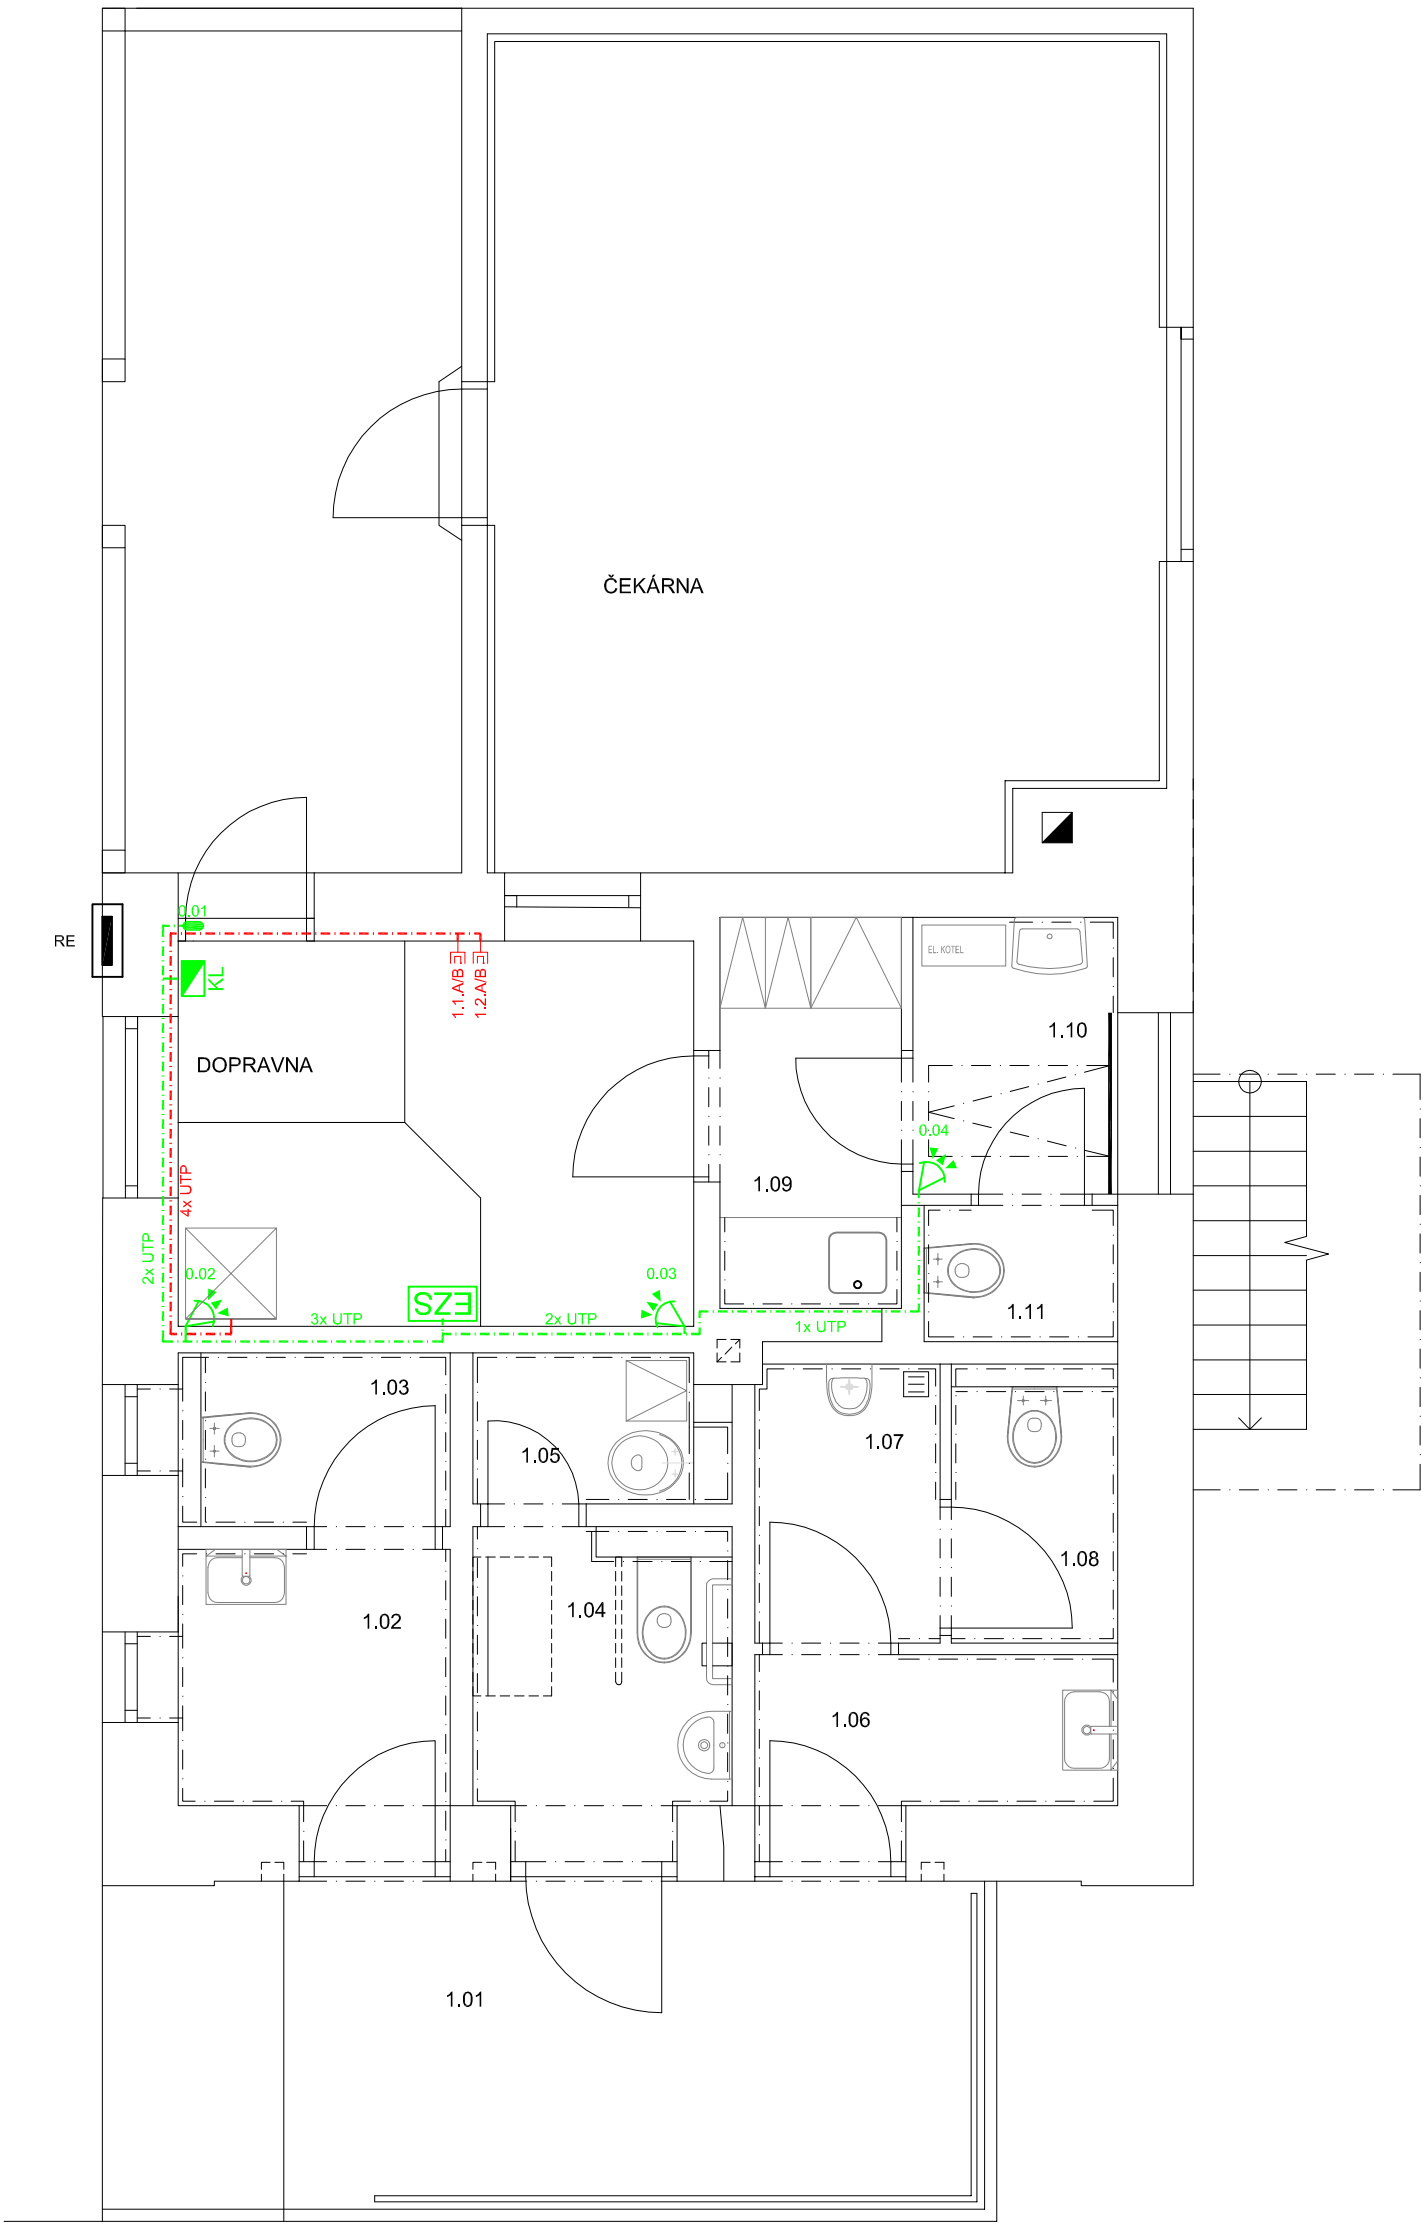 ČEKÁRNA
0.01
RE
KL
1.1.A/B
1.2.A/B
EL. KOTEL
1.10
DOPRAVNA
0.04
4x UTP
1.09
2x UTP
0.02
EZS
0.03
3x UTP
2x UTP
1x UTP
1.11
1.03
1.05
1.07
1.08
1.04
1.02
1.06
1.01